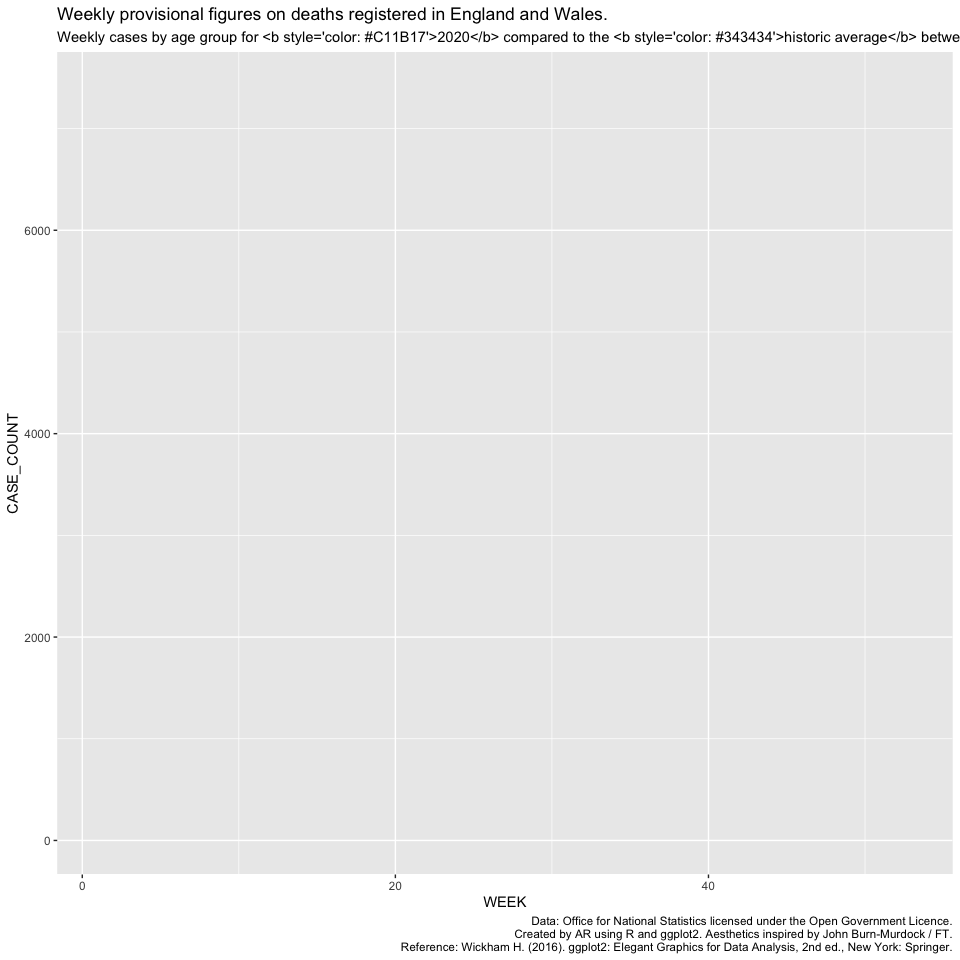 Weekly provisional figures on deaths registered in England and Wales.
Weekly cases by age group for <b style='color: #C11B17'>2020</b> compared to the <b style='color: #343434'>historic average</b> betwe
6000
4000
CASE_COUNT
2000
0
0 20 40
WEEK
Data: Office for National Statistics licensed under the Open Government Licence.
Created by AR using R and ggplot2. Aesthetics inspired by John Burn-Murdock / FT.
Reference: Wickham H. (2016). ggplot2: Elegant Graphics for Data Analysis, 2nd ed., New York: Springer.